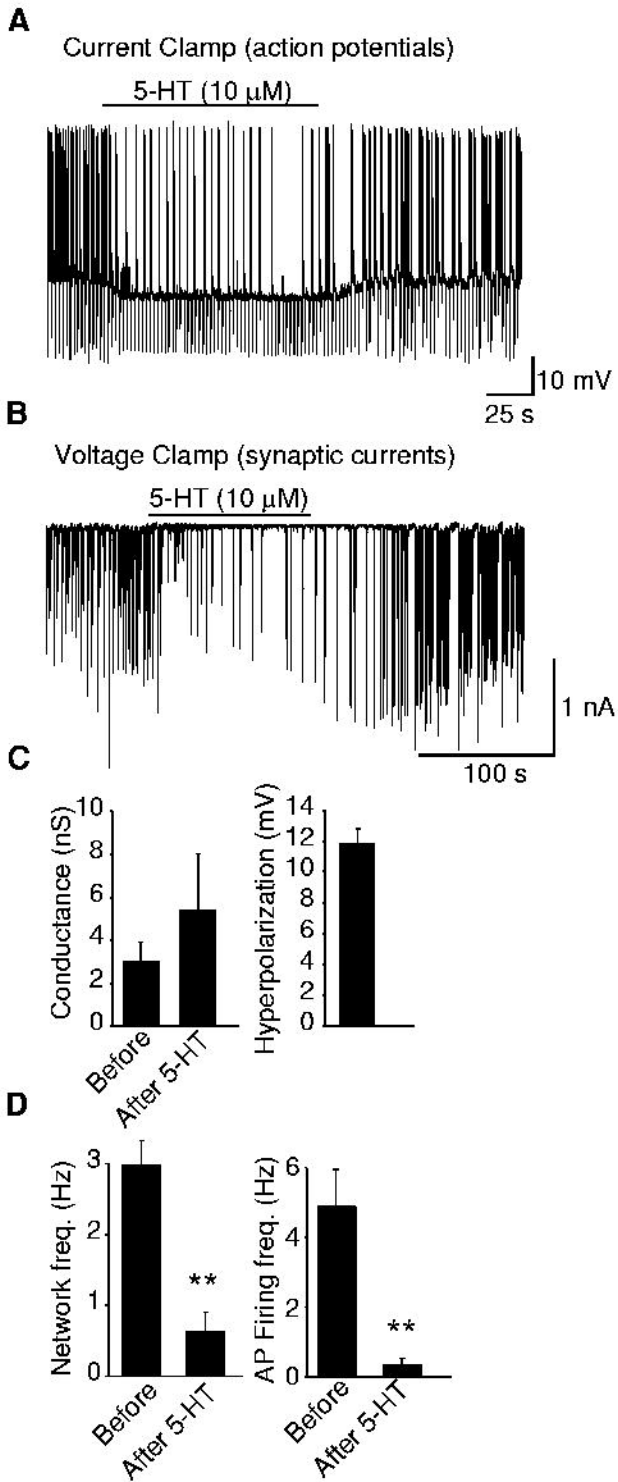 A
Current Clamp (action potentials)
5-HT (10 µM)
10 mV
25 s
B
Voltage Clamp (synaptic currents)
5-HT (10 µM)
1 nA
100 s
C
Conductance (nS)
10
8
6
4
2
0
Before
After 5-HT
Hyperpolarization (mV)
14
12
10
8
6
4
2
0
D
Network freq. (Hz)
3
2
1
0
**
Before
After 5-HT
AP Firing freq. (Hz)
6
4
2
0
**
Before
After 5-HT